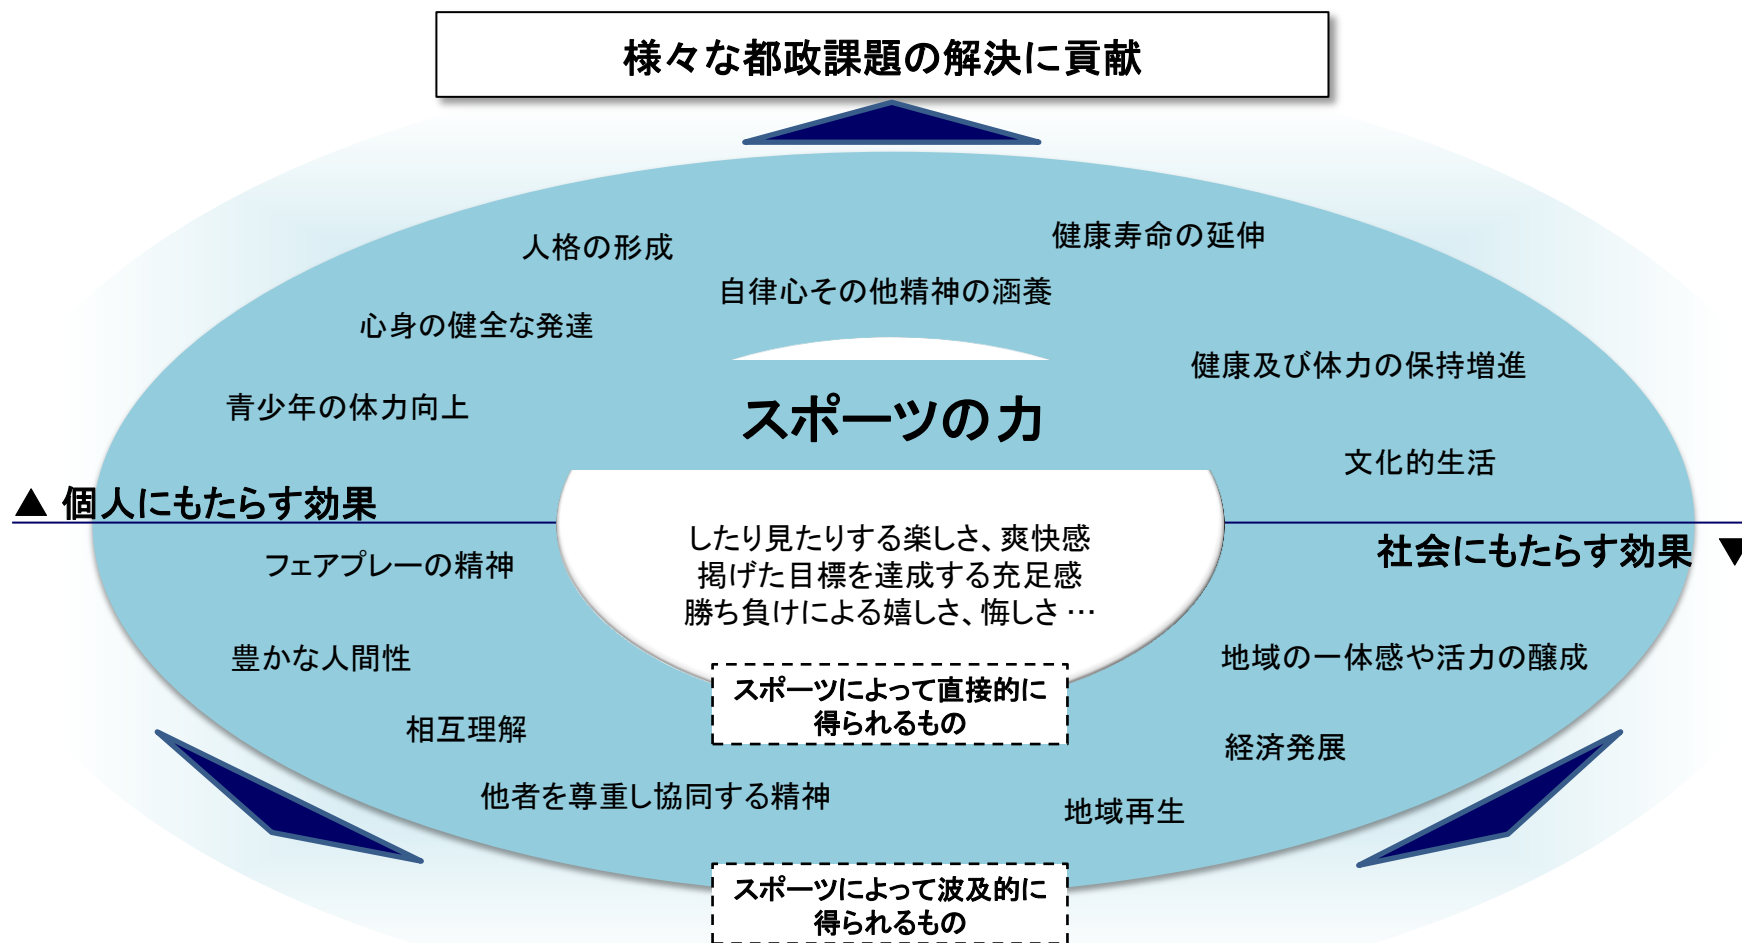 様々な都政課題の解決に貢献
人格の形成
健康寿命の延伸
自律心その他精神の涵養
心身の健全な発達
健康及び体力の保持増進
青少年の体力向上
スポーツの力
文化的生活
▲ 個人にもたらす効果
社会にもたらす効果 ▼
フェアプレーの精神
したり見たりする楽しさ、爽快感
掲げた目標を達成する充足感
勝ち負けによる嬉しさ、悔しさ …
豊かな人間性
地域の一体感や活力の醸成
スポーツによって直接的に
得られるもの
相互理解
経済発展
他者を尊重し協同する精神
地域再生
スポーツによって波及的に
得られるもの